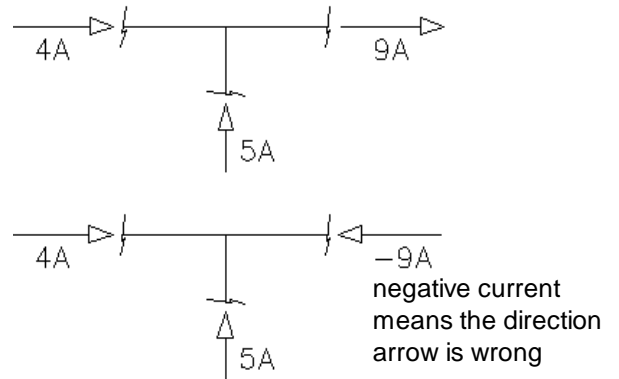 4A
9A
5A
4A
−9A
negative current
means the direction
arrow is wrong
5A